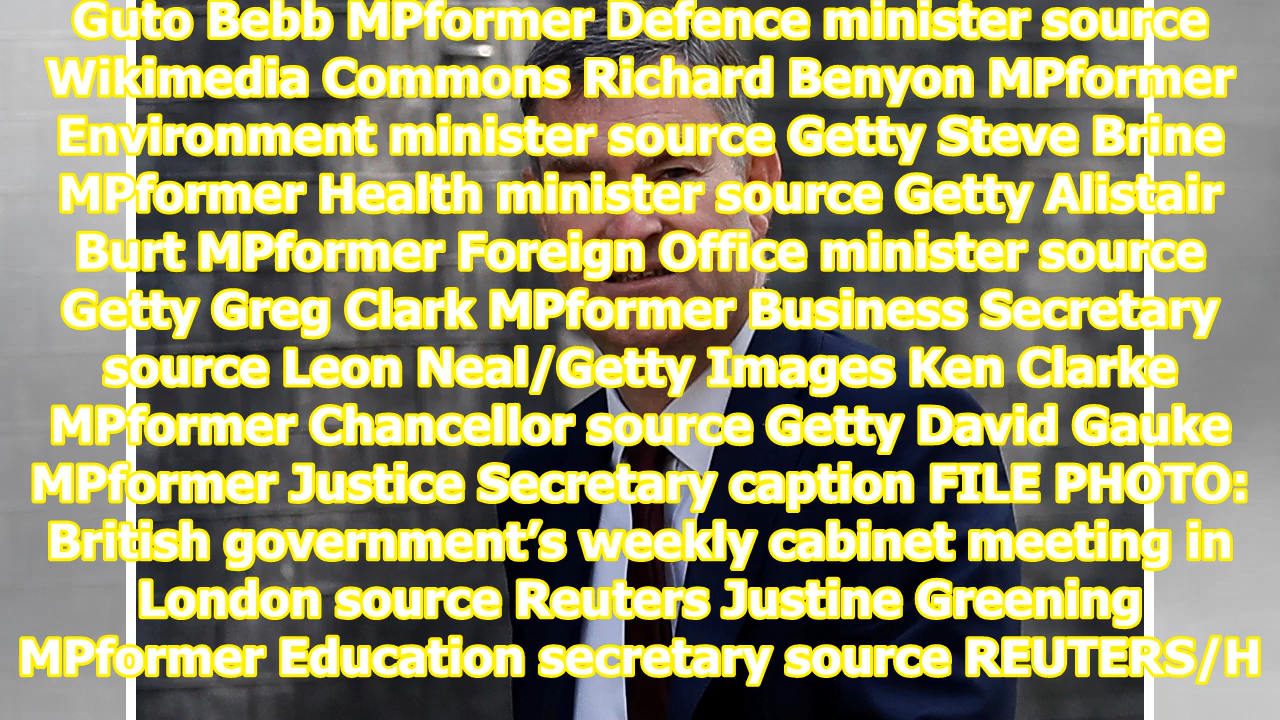 Guto Bebb MPformer Defence minister source
Wikimedia Commons Richard Benyon MPformer
Environment minister source Getty Steve Brine
MPformer Health minister source Getty Alistair
Burt MPformer Foreign Office minister source
Getty Greg Clark MPformer Business Secretary
source Leon Neal/Getty Images Ken Clarke
MPformer Chancellor source Getty David Gauke
MPformer Justice Secretary caption FILE PHOTO:
British government’s weekly cabinet meeting in
London source Reuters Justine Greening
MPformer Education secretary source REUTERS/H